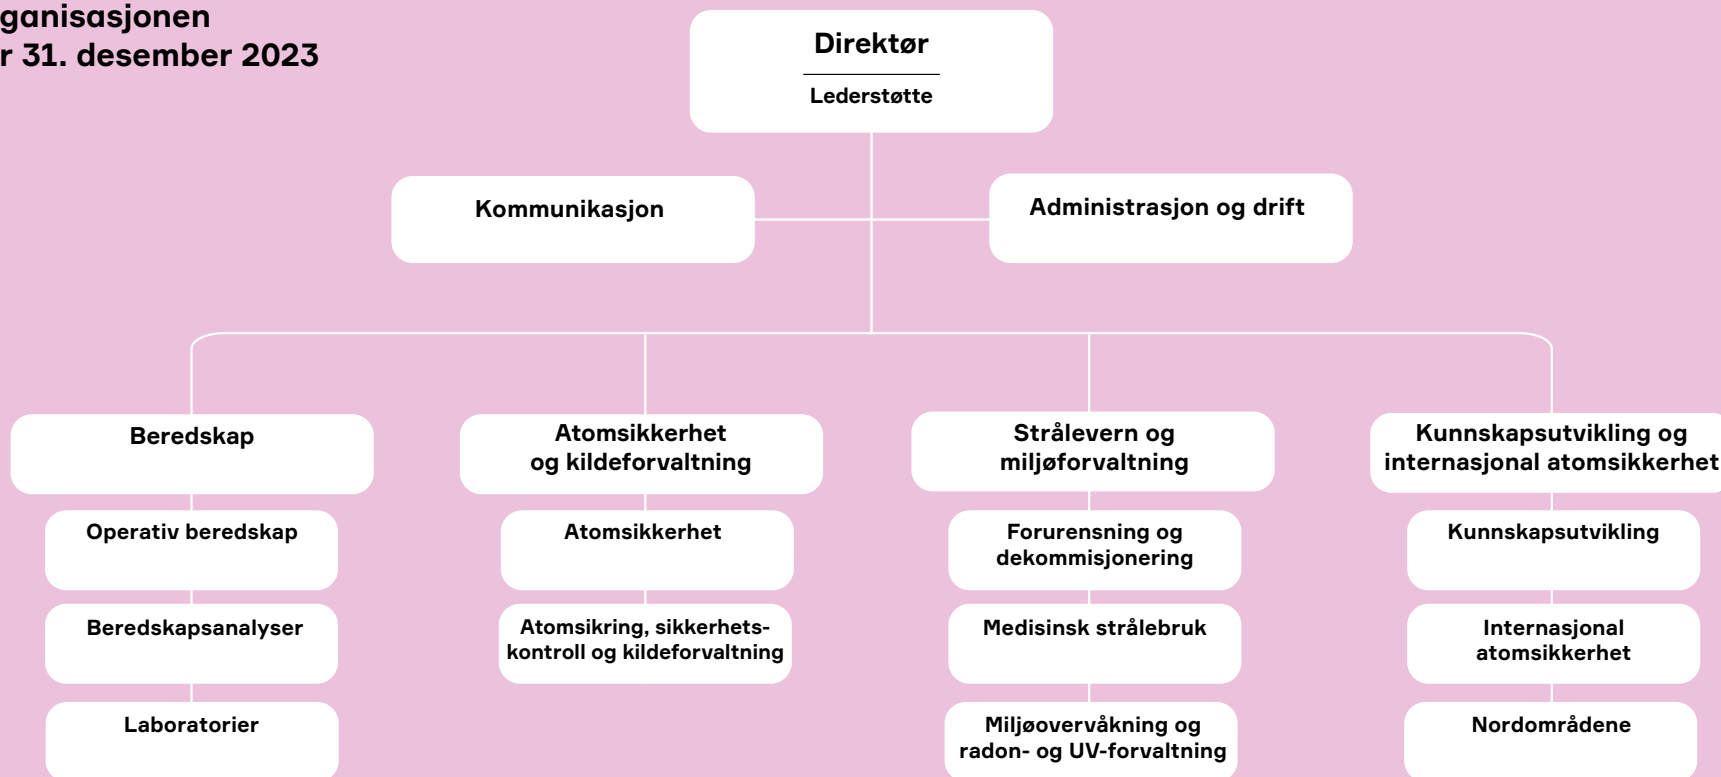 ganisasjonen
r 31. desember 2023
Direktør
Lederstøtte
Kommunikasjon
Administrasjon og drift
Beredskap
Atomsikkerhet
og kildeforvaltning
Strålevern og
miljøforvaltning
Kunnskapsutvikling og
internasjonal atomsikkerhet
Operativ beredskap
Atomsikkerhet
Forurensning og
dekommisjonering
Kunnskapsutvikling
Beredskapsanalyser
Atomsikring, sikkerhets-
kontroll og kildeforvaltning
Medisinsk strålebruk
Internasjonal
atomsikkerhet
Laboratorier
Miljøovervåkning og
radon- og UV-forvaltning
Nordområdene